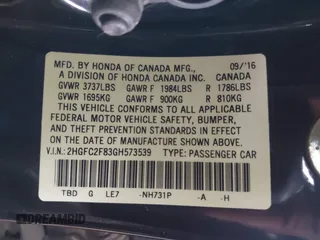 MFD. BY HONDA OF CANADA MFG., 09/'16
A DIVISION OF HONDA CANADA INC. CANADA
GVWR 3737LBS GAWR F 1984LBS R 1786LBS
GVWR 1695KG GAWR F 900KG R 810KG
THIS VEHICLE CONFORMS TO ALL APPLICABLE
FEDERAL MOTOR VEHICLE SAFETY, BUMPER,
AND THEFT PREVENTION STANDARDS IN EFFECT
ON THE DATE OF MANUFACTURE SHOWN ABOVE.
V.I.N.: 2HGFC2F83GH573539 TYPE: PASSENGER CAR
TBD G LE7 -NH731P -A -H
DREAMBID